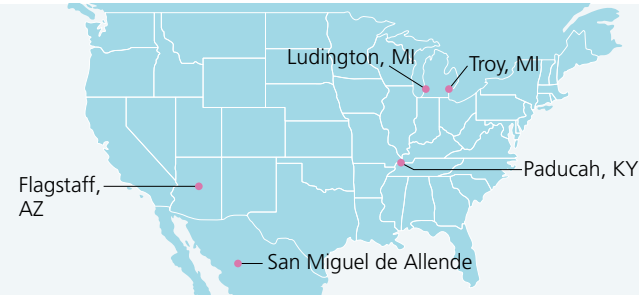 Ludington, MI
Troy, MI
Paducah, KY
Flagstaff,
AZ
San Miguel de Allende